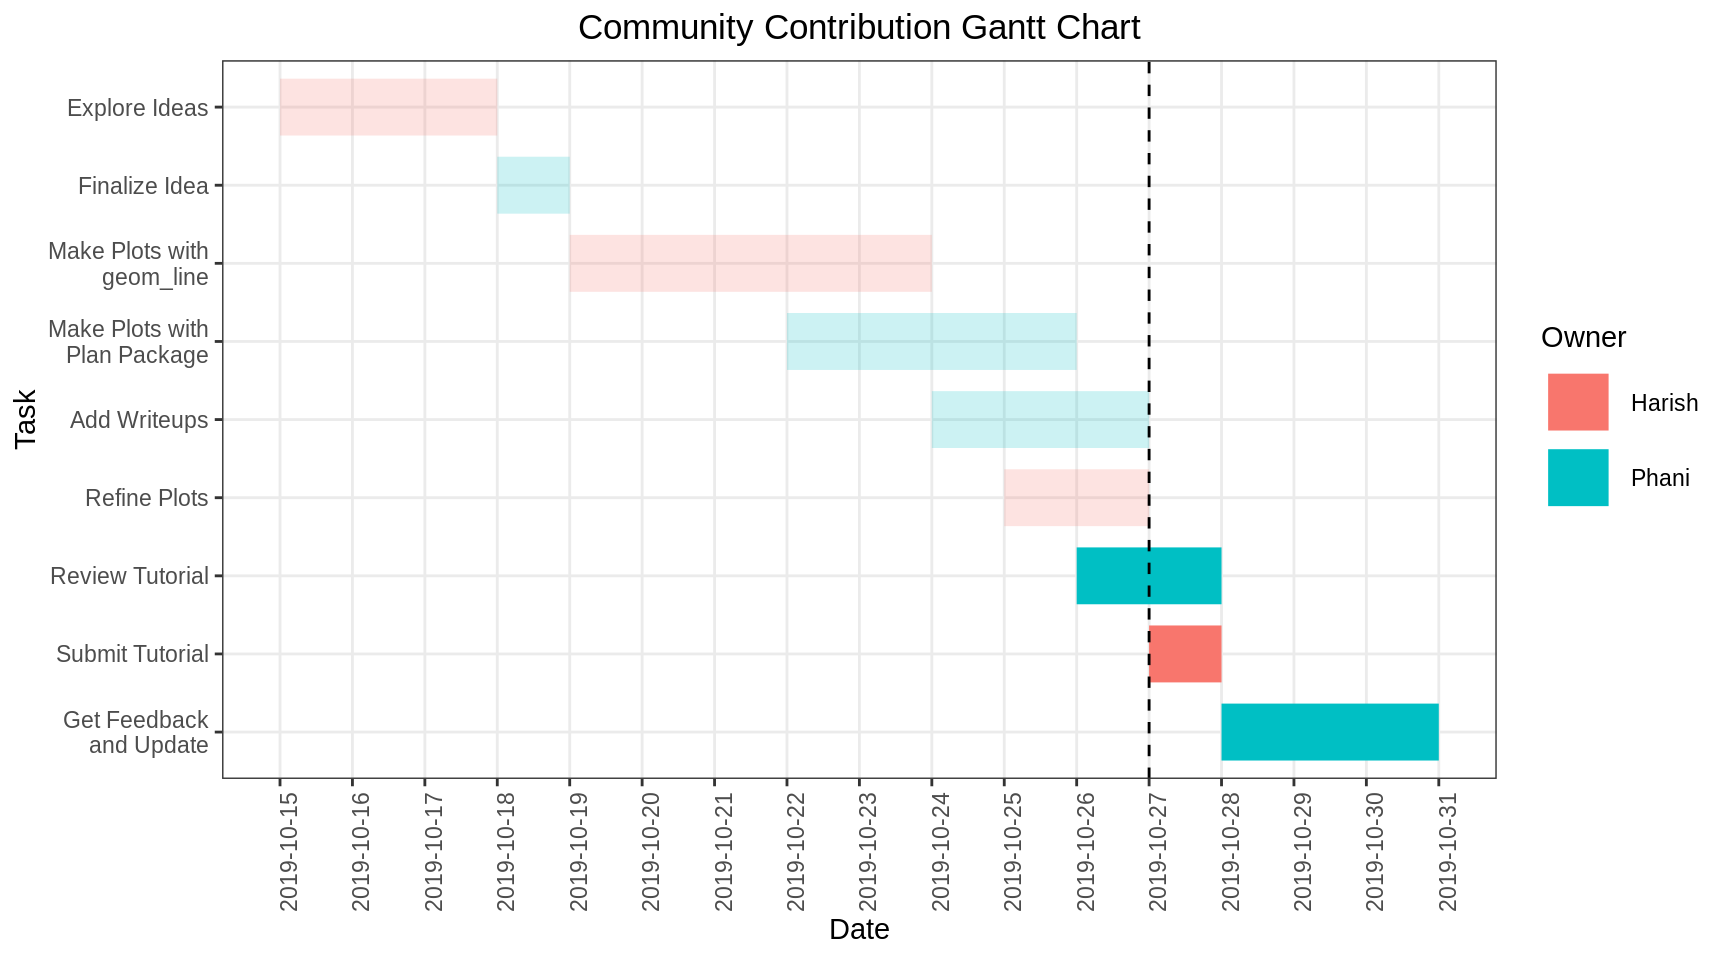 Community Contribution Gantt Chart
Explore Ideas
Finalize Idea
Make Plots with
geom_line
Make Plots with
Plan Package
Add Writeups
Refine Plots
Review Tutorial
Submit Tutorial
Get Feedback
and Update
Task
2019-10-15
2019-10-16
2019-10-17
2019-10-18
2019-10-19
2019-10-20
2019-10-21
2019-10-22
2019-10-23
2019-10-24
2019-10-25
2019-10-26
2019-10-27
2019-10-28
2019-10-29
2019-10-30
2019-10-31
Date
Owner
Harish
Phani